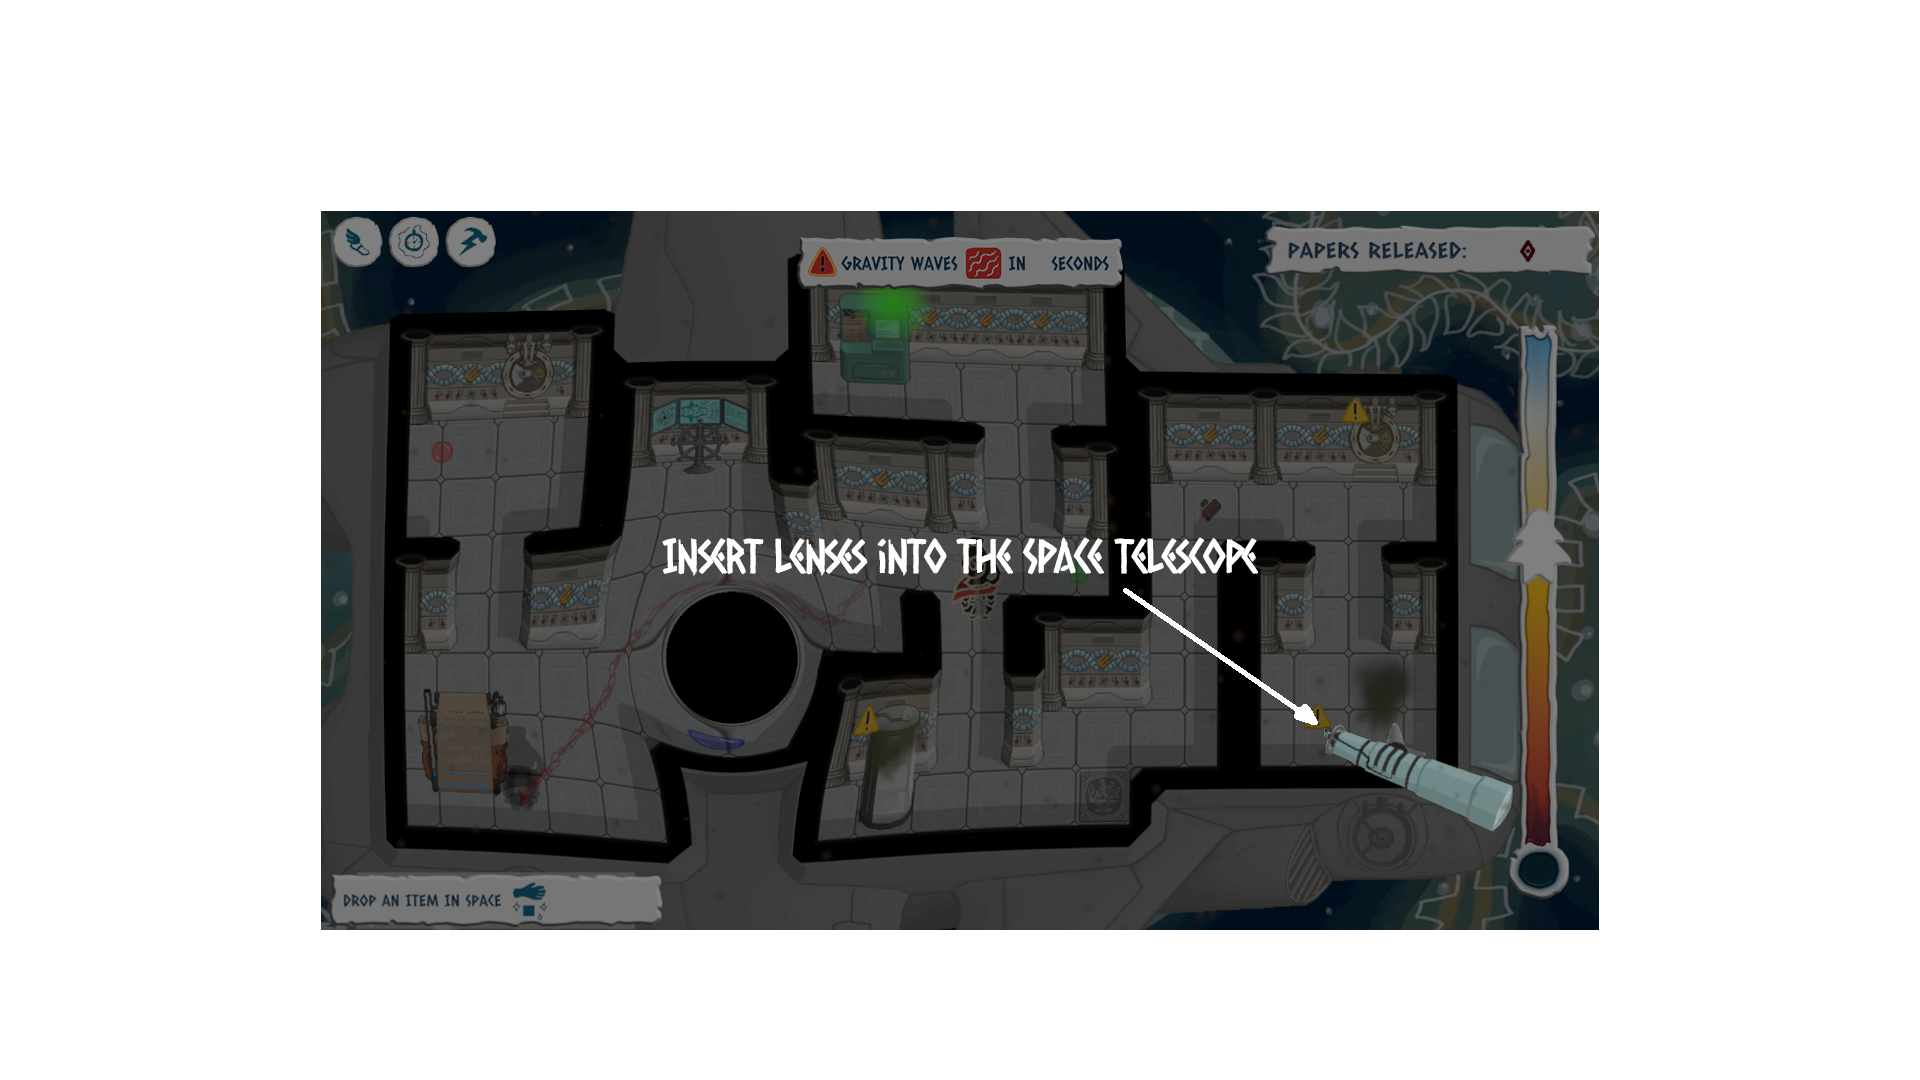 GRAVITY WAVES IN SECONDS
PAPERS RELEASED:
INSERT LENSES INTO THE SPACE TELESCOPE
DROP AN ITEM IN SPACE